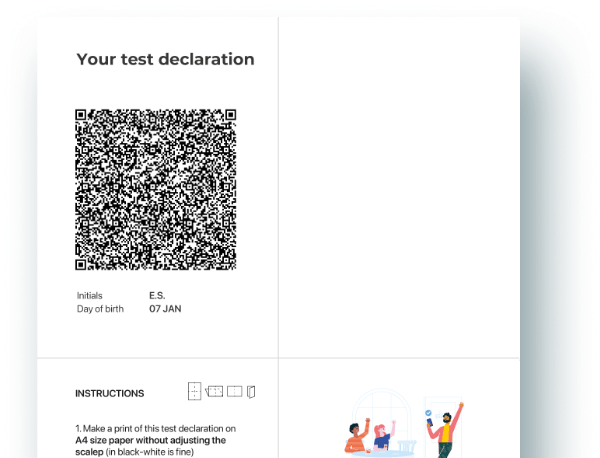 Your test declaration
Initials E.S.
Day of birth 07 JAN
INSTRUCTIONS
1. Make a print of this test declaration on
A4 size paper without adjusting the
scalep (in black-white is fine)